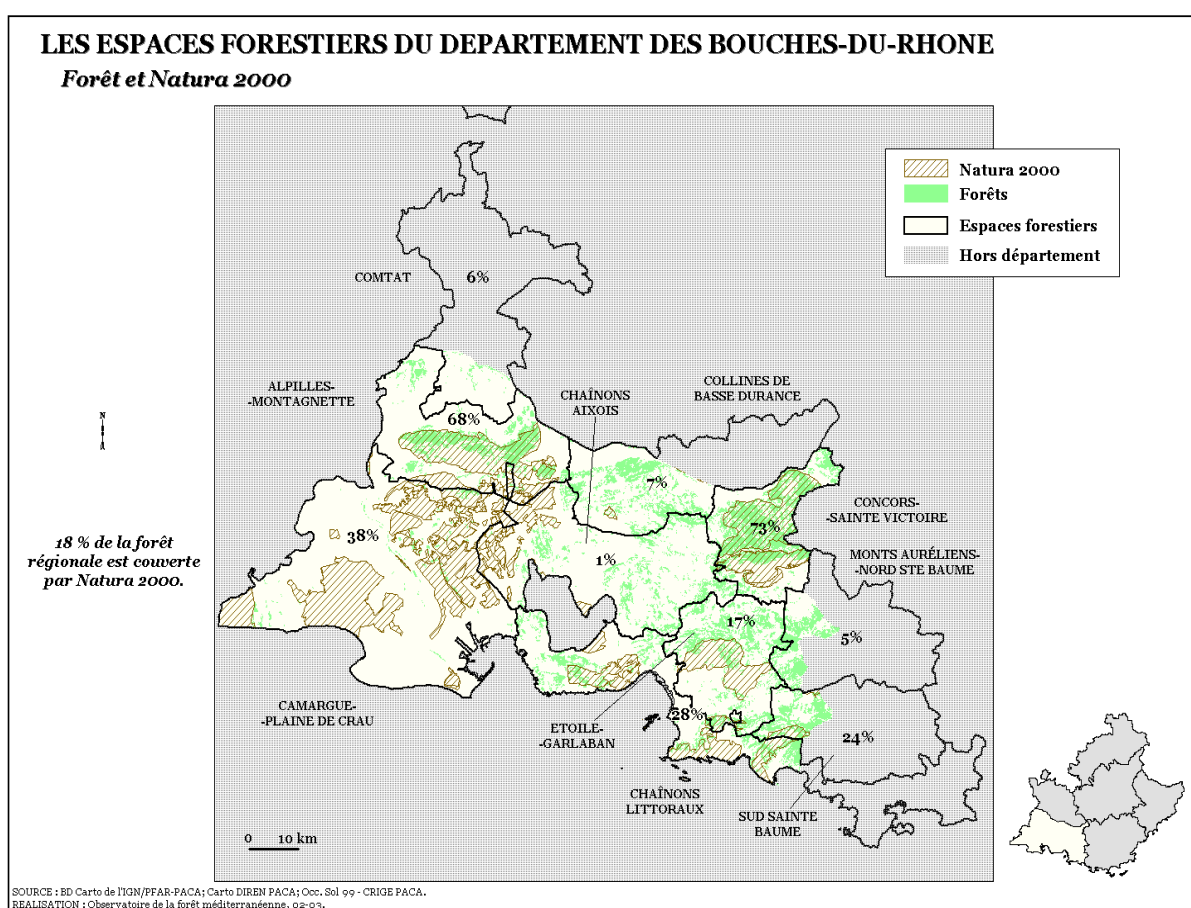 LES ESPACES FORESTIERS DU DEPARTEMENT DES BOUCHES-DU-RHONE
Forêt et Natura 2000
Natura 2000
Forêts
Espaces forestiers
Hors département
COMTAT
6%
ALPILLES-
-MONTAGNETTE
68%
CHAÎNONS
AIXOIS
COLLINES DE
BASSE DURANCE
N
7%
CONCORS-
-SAINTE VICTOIRE
73%
38%
18 % de la forêt
régionale est couverte
par Natura 2000.
1%
MONTS AURÉLIENS-
-NORD STE BAUME
17%
5%
CAMARGUE-
-PLAINE DE CRAU
28%
ETOILE-
-GARLABAN
24%
CHAÎNONS
LITTORAUX
SUD SAINTE
BAUME
0 10 km
SOURCE : BD Carto de l'IGN/PFAR-PACA; Carto DIREN PACA; Occ. Sol 99 - CRIGE PACA.
REALISATION : Observatoire de la forêt méditerranéenne, 02-03.